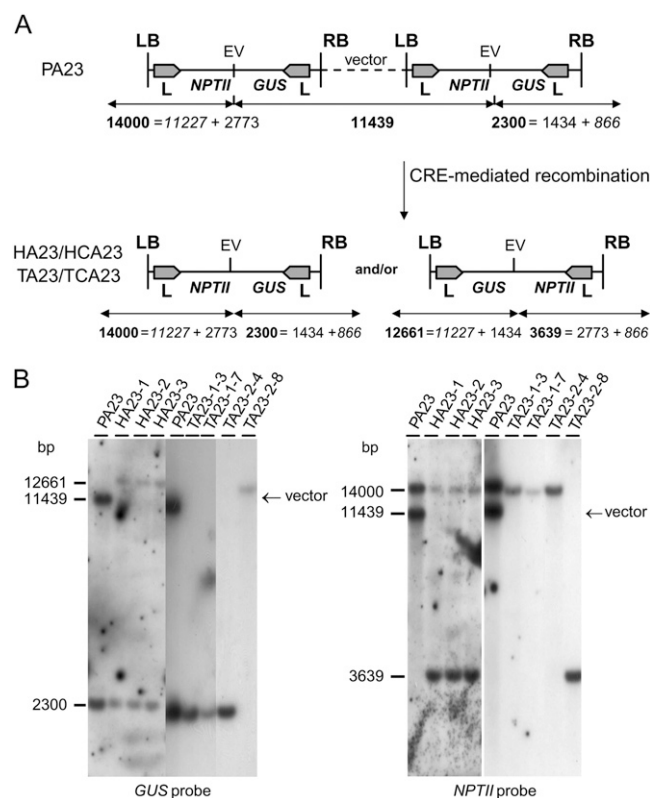 A
LB RB LB RB
PA23 EV vector EV
NPTII GUS NPTII GUS
L L L L
14000 =11227 + 2773 11439 2300 = 1434 + 866
CRE-mediated recombination
HA23/HCA23
TA23/TCA23
LB RB LB RB
EV and/or EV
NPTII GUS GUS NPTII
L L L L
14000 =11227 + 2773 2300 = 1434 + 866 12661 =11227 + 1434 3639 = 2773 + 866
B
PA23 HA23-1 HA23-2 HA23-3 PA23 TA23-1-3 TA23-1-7 TA23-2-4 TA23-2-8
PA23 HA23-1 HA23-2 HA23-3 PA23 TA23-1-3 TA23-1-7 TA23-2-4 TA23-2-8
bp
12661
11439
← vector
2300
14000
11439
← vector
3639
GUS probe
NPTII probe